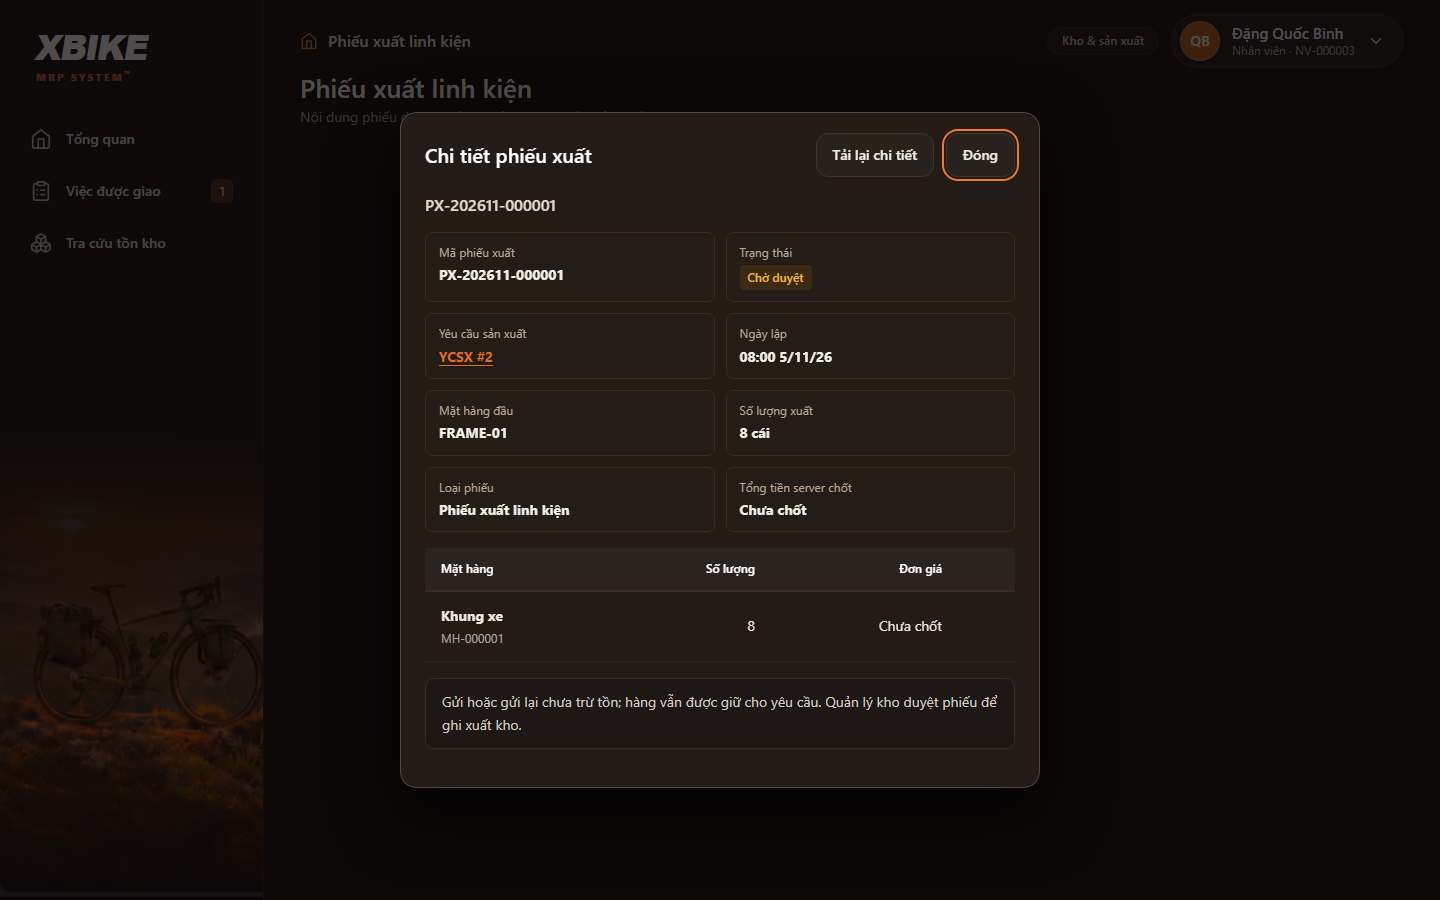 XBIKE
MRP SYSTEM™
Tổng quan
Việc được giao
1
Tra cứu tồn kho
Phiếu xuất linh kiện
Kho & sản xuất
QB
Đặng Quốc Bình
Nhân viên · NV-000003
Phiếu xuất linh kiện
Nội dung phiếu
Chi tiết phiếu xuất
Tải lại chi tiết
Đóng
PX-202611-000001
Mã phiếu xuất
PX-202611-000001
Trạng thái
Chờ duyệt
Yêu cầu sản xuất
YCSX #2
Ngày lập
08:00 5/11/26
Mặt hàng đầu
FRAME-01
Số lượng xuất
8 cái
Loại phiếu
Phiếu xuất linh kiện
Tổng tiền server chốt
Chưa chốt
Mặt hàng
Số lượng
Đơn giá
Khung xe
MH-000001
8
Chưa chốt
Gửi hoặc gửi lại chưa trừ tồn; hàng vẫn được giữ cho yêu cầu. Quản lý kho duyệt phiếu để
ghi xuất kho.